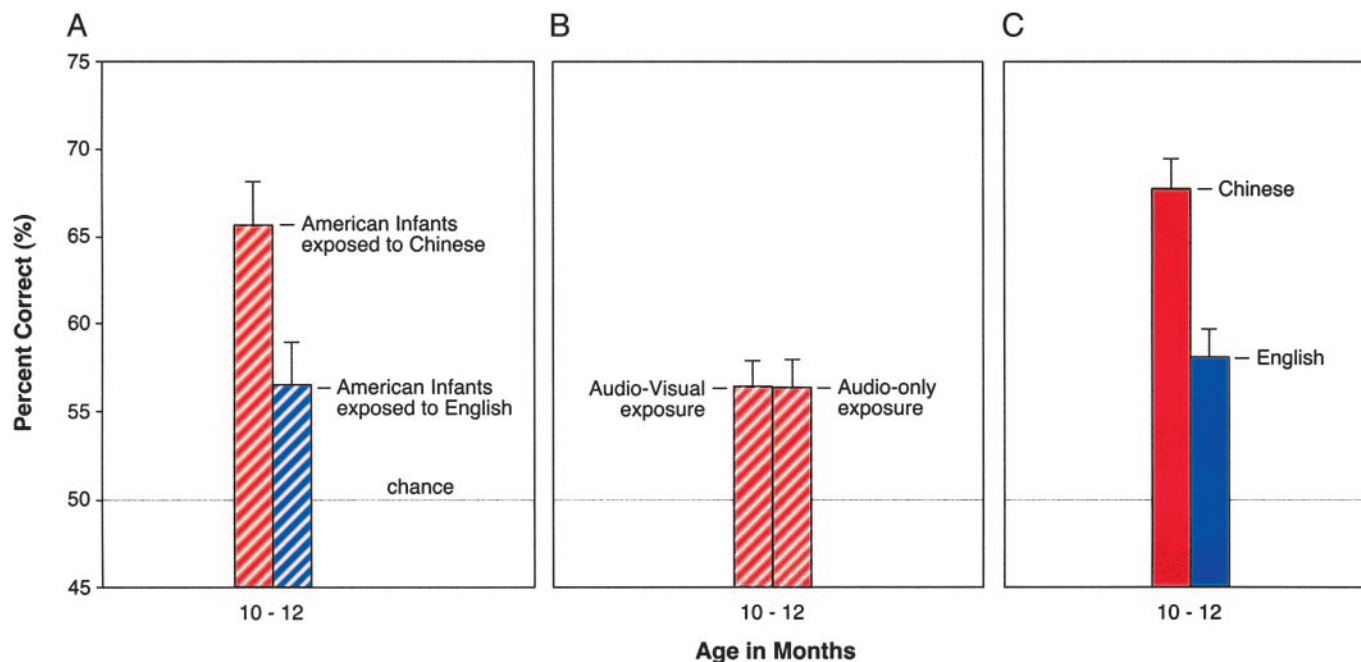 A
B
C
Percent Correct (%)
75
70
65
60
55
50
45
American Infants
exposed to Chinese
American Infants
exposed to English
chance
10 - 12
Audio-Visual
exposure
Audio-only
exposure
10 - 12
Chinese
English
10 - 12
Age in Months